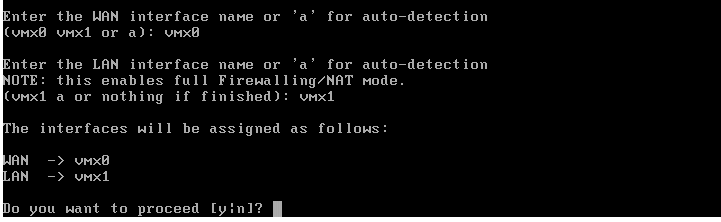 Enter the WAN interface name or 'a' for auto-detection
(vmx0 vmx1 or a): vmx0
Enter the LAN interface name or 'a' for auto-detection
NOTE: this enables full Firewalling/NAT mode.
(vmx1 a or nothing if finished): vmx1
The interfaces will be assigned as follows:
WAN  -> vmx0
LAN  -> vmx1
Do you want to proceed [y|n]?